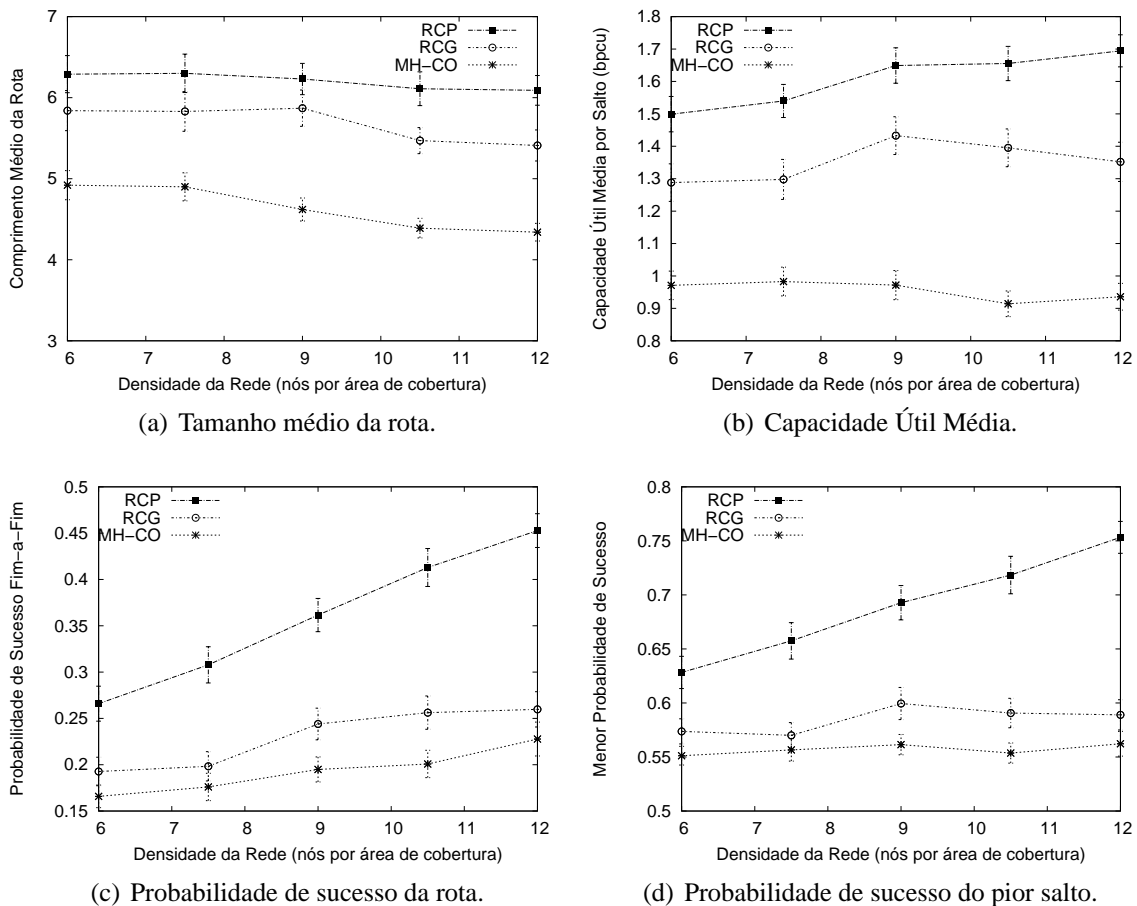 Comprimento Médio da Rota
7
6
5
4
3
RCP
RCG
MH−CO
6 7 8 9 10 11 12
Densidade da Rede (nós por área de cobertura)
(a) Tamanho médio da rota.
Capacidade Útil Média por Salto (bpcu)
1.8
1.7
1.6
1.5
1.4
1.3
1.2
1.1
1
0.9
0.8
RCP
RCG
MH−CO
6 7 8 9 10 11 12
Densidade da Rede (nós por área de cobertura)
(b) Capacidade Útil Média.
Probabilidade de Sucesso Fim−a−Fim
0.5
0.45
0.4
0.35
0.3
0.25
0.2
0.15
RCP
RCG
MH−CO
6 7 8 9 10 11 12
Densidade da Rede (nós por área de cobertura)
(c) Probabilidade de sucesso da rota.
Menor Probabilidade de Sucesso
0.8
0.75
0.7
0.65
0.6
0.55
0.5
RCP
RCG
MH−CO
6 7 8 9 10 11 12
Densidade da Rede (nós por área de cobertura)
(d) Probabilidade de sucesso do pior salto.